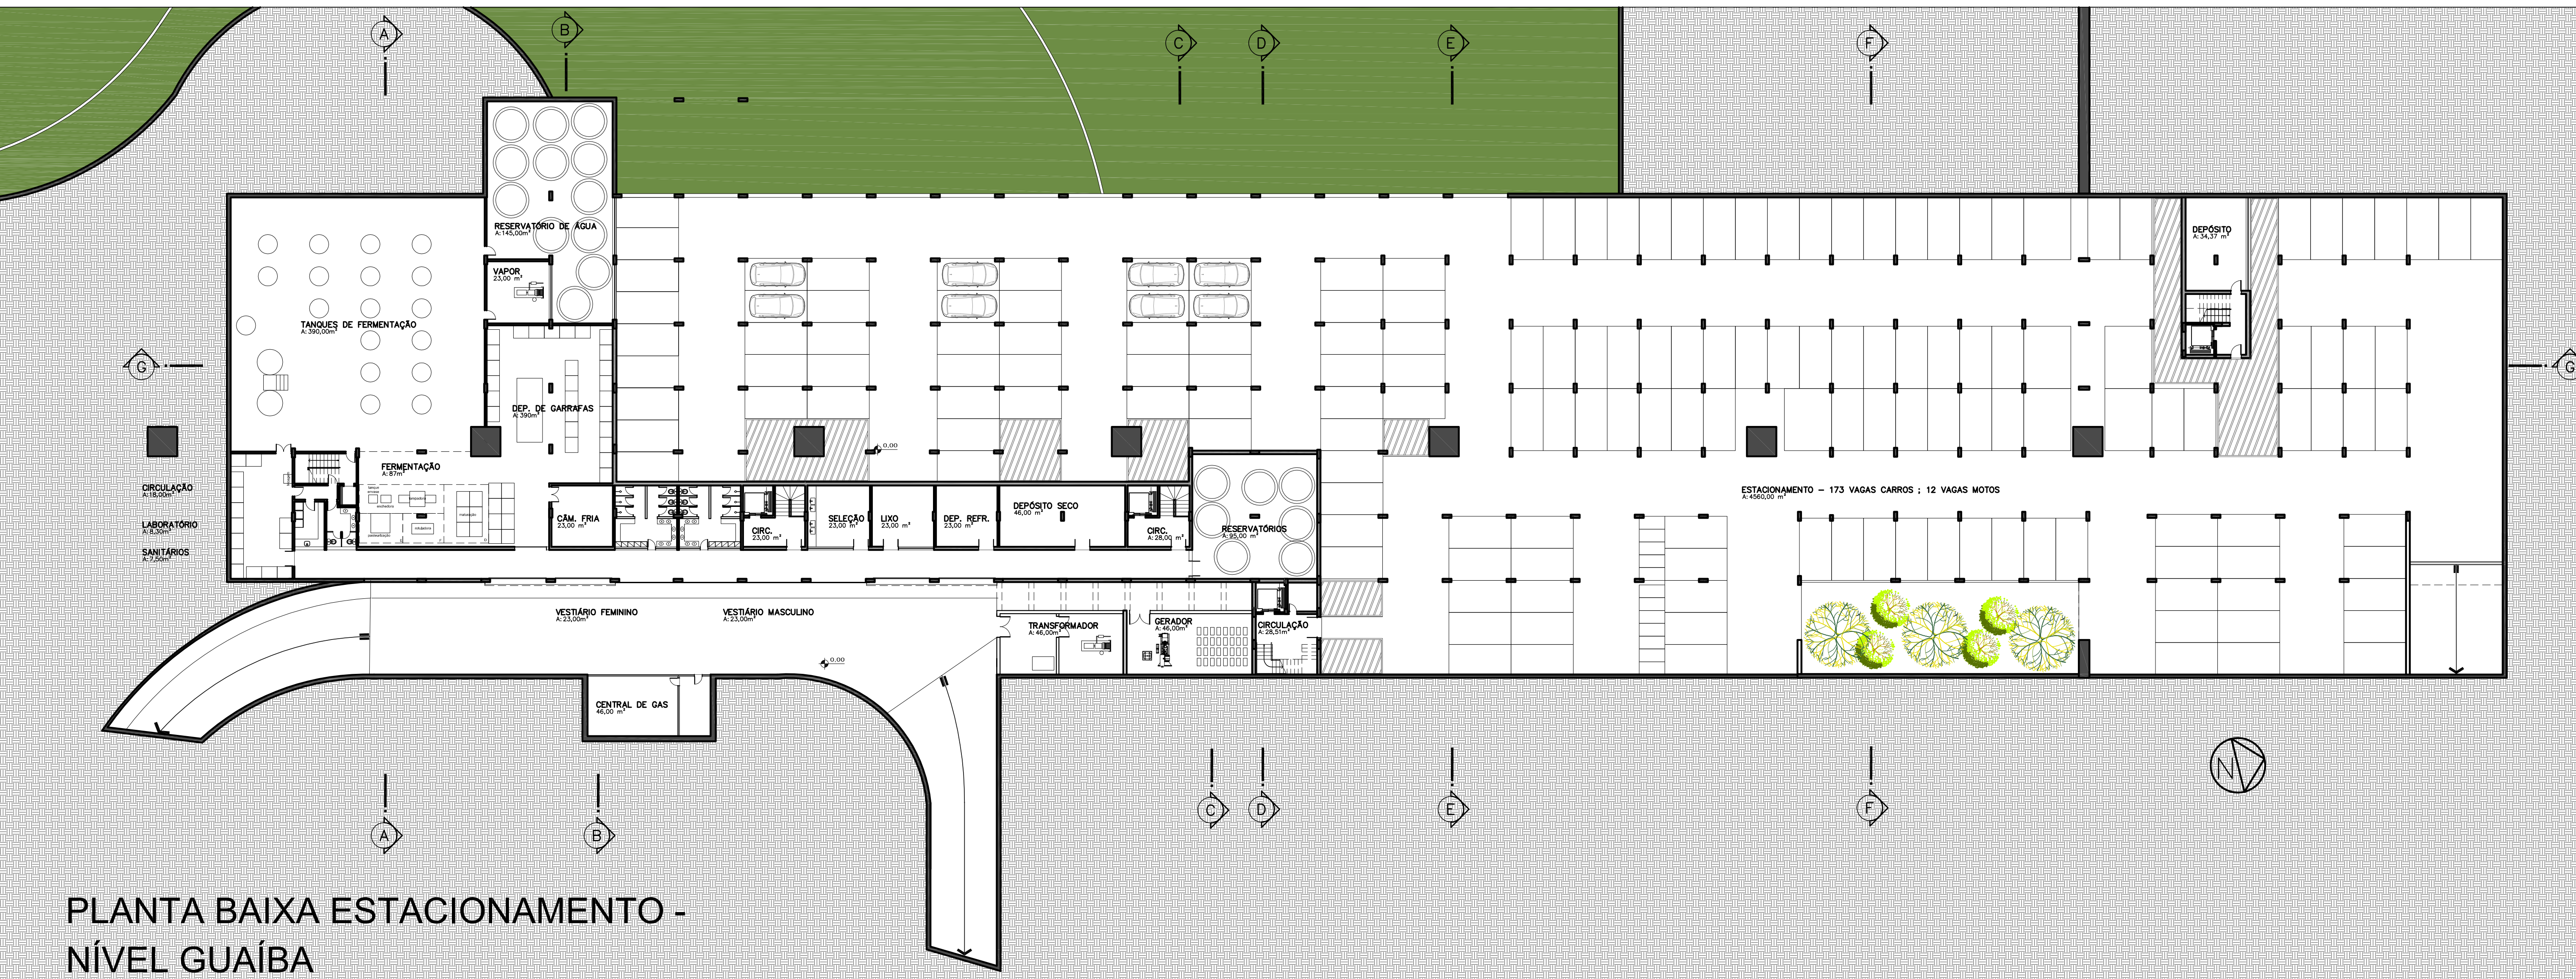 A
B
C
D
E
F
RESERVATÓRIO DE ÁGUA
A:145,00m²
DEPÓSITO
A: 34,37 m²
VAPOR
23,00 m²
TANQUES DE FERMENTAÇÃO
A: 390,00m²
G
G
DEP. DE GARRAFAS
A: 390m²
0.00
FERMENTAÇÃO
A: 87m²
CIRCULAÇÃO
A:18,00m²
ESTACIONAMENTO - 173 VAGAS CARROS ; 12 VAGAS MOTOS
A: 4560,00 m²
LABORATÓRIO
A: 8,30m²
SANITÁRIOS
A: 7,50m²
CÂM. FRIA
23,00 m²
CIRC.
23,00 m²
SELEÇÃO
23,00 m²
LIXO
23,00 m²
DEP. REFR.
23,00 m²
DEPÓSITO SECO
46,00 m²
CIRC.
A: 28,00 m²
RESERVATÓRIOS
A: 95,00m²
VESTIÁRIO FEMININO
A: 23,00m²
VESTIÁRIO MASCULINO
A: 23,00m²
TRANSFORMADOR
A: 46,00m²
GERADOR
A: 46,00m²
CIRCULAÇÃO
A: 28,51m²
0.00
CENTRAL DE GAS
46,00 m²
N
A
B
C
D
E
F
PLANTA BAIXA ESTACIONAMENTO -
NÍVEL GUAÍBA